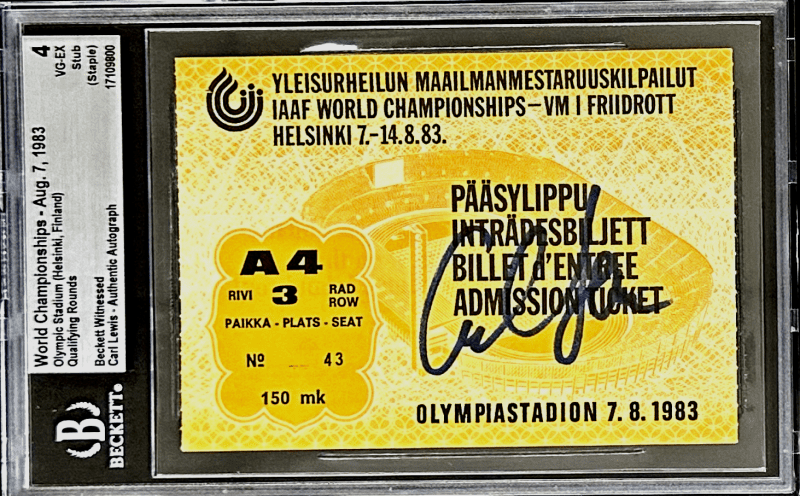 4
VG-EX
Stub
(Staple)
17109800
World Championships - Aug. 7, 1983
Olympic Stadium (Helsinki, Finland)
Qualifying Rounds
Beckett Witnessed
Carl Lewis - Authentic Autograph
B
BECKETT®
YLEISURHEILUN MAAILMANMESTARUUSKILPAILUT
IAAF WORLD CHAMPIONSHIPS – VM I FRIIDROTT
HELSINKI 7.–14.8.83.
PÄÄSYLIPPU
INTRÄDESBILJETT
BILLET d'ENTREE
ADMISSION TICKET
A4
RIVI 3 RAD
ROW
PAIKKA - PLATS - SEAT
Nº 43
150 mk
OLYMPIASTADION 7.8.1983